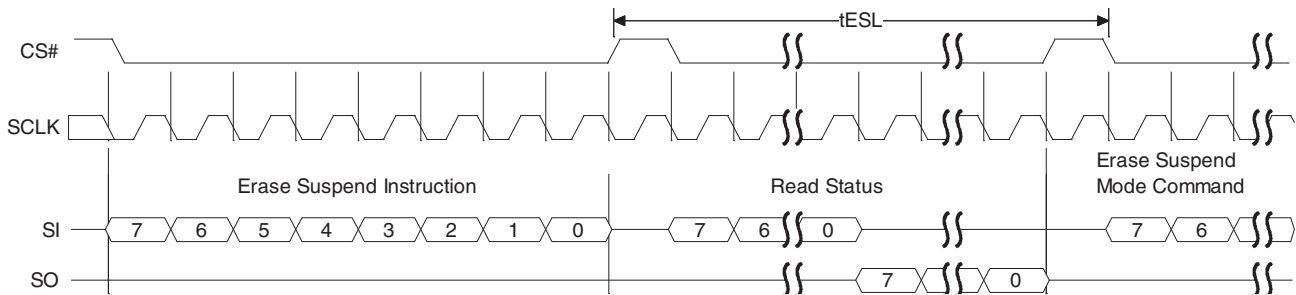 tESL
CS#
SCLK
Erase Suspend Instruction
Read Status
Erase Suspend
Mode Command
SI
7 6 5 4 3 2 1 0 7 6 0 7 6
SO
7 0